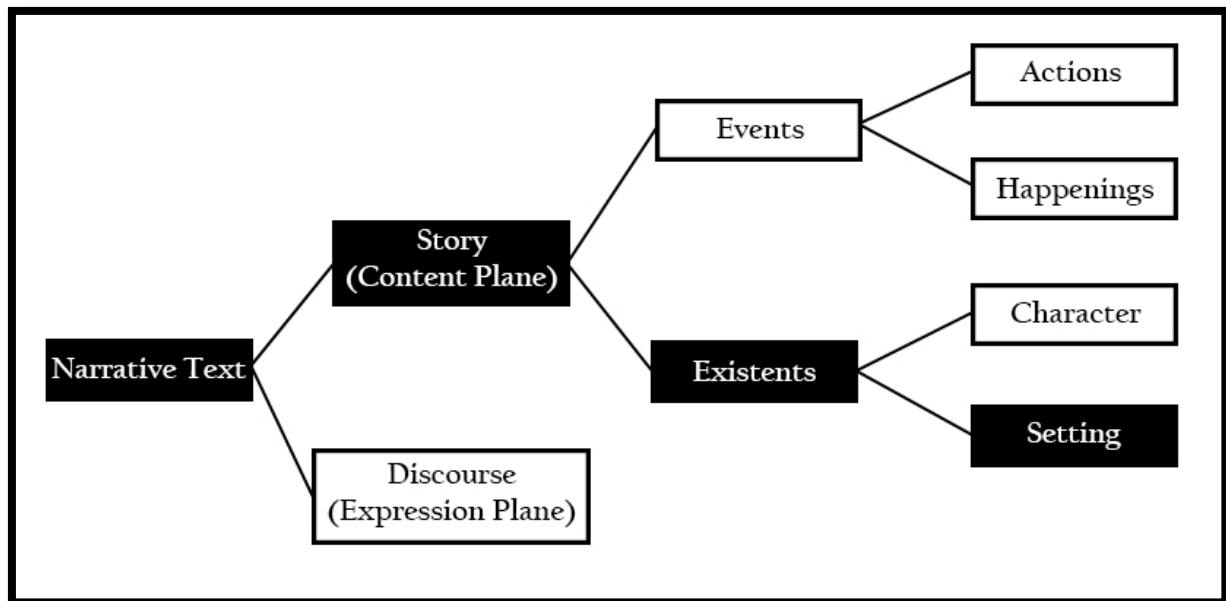 Actions
Events
Happenings
Story
(Content Plane)
Character
Narrative Text
Existents
Setting
Discourse
(Expression Plane)